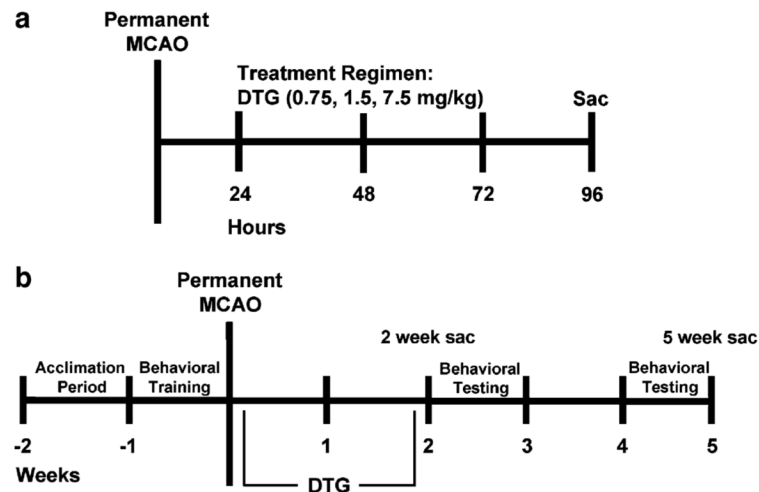 a
Permanent
MCAO
Treatment Regimen:
DTG (0.75, 1.5, 7.5 mg/kg)
Sac
24 48 72 96
Hours
b
Permanent
MCAO
2 week sac 5 week sac
Acclimation Behavioral Behavioral Behavioral
Period Training Testing Testing
-2 -1 1 2 3 4 5
Weeks
DTG